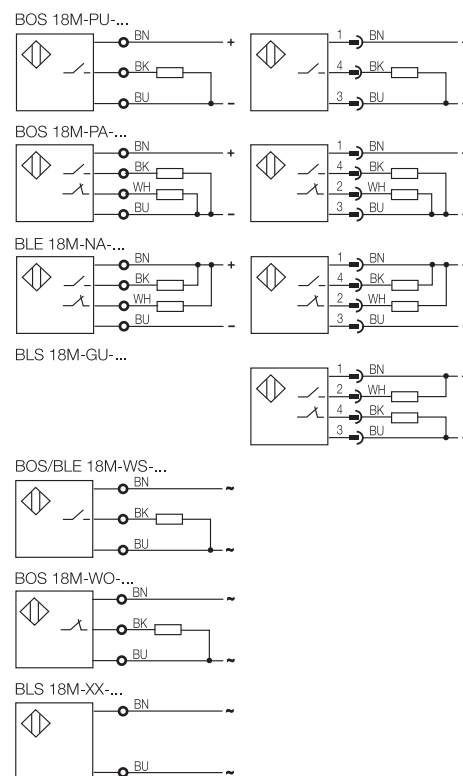 BOS 18M-PU-...
BN +
BK
BU –
1 BN
4 BK
3 BU
BOS 18M-PA-...
BN +
BK
WH
BU –
1 BN
4 BK
2 WH
3 BU
BLE 18M-NA-...
BN +
BK
WH
BU –
1 BN
4 BK
2 WH
3 BU
BLS 18M-GU-...
1 BN
2 WH
4 BK
3 BU
BOS/BLE 18M-WS-...
BN ~
BK
BU ~
BOS 18M-WO-...
BN ~
BK
BU ~
BLS 18M-XX-...
BN ~
BU ~